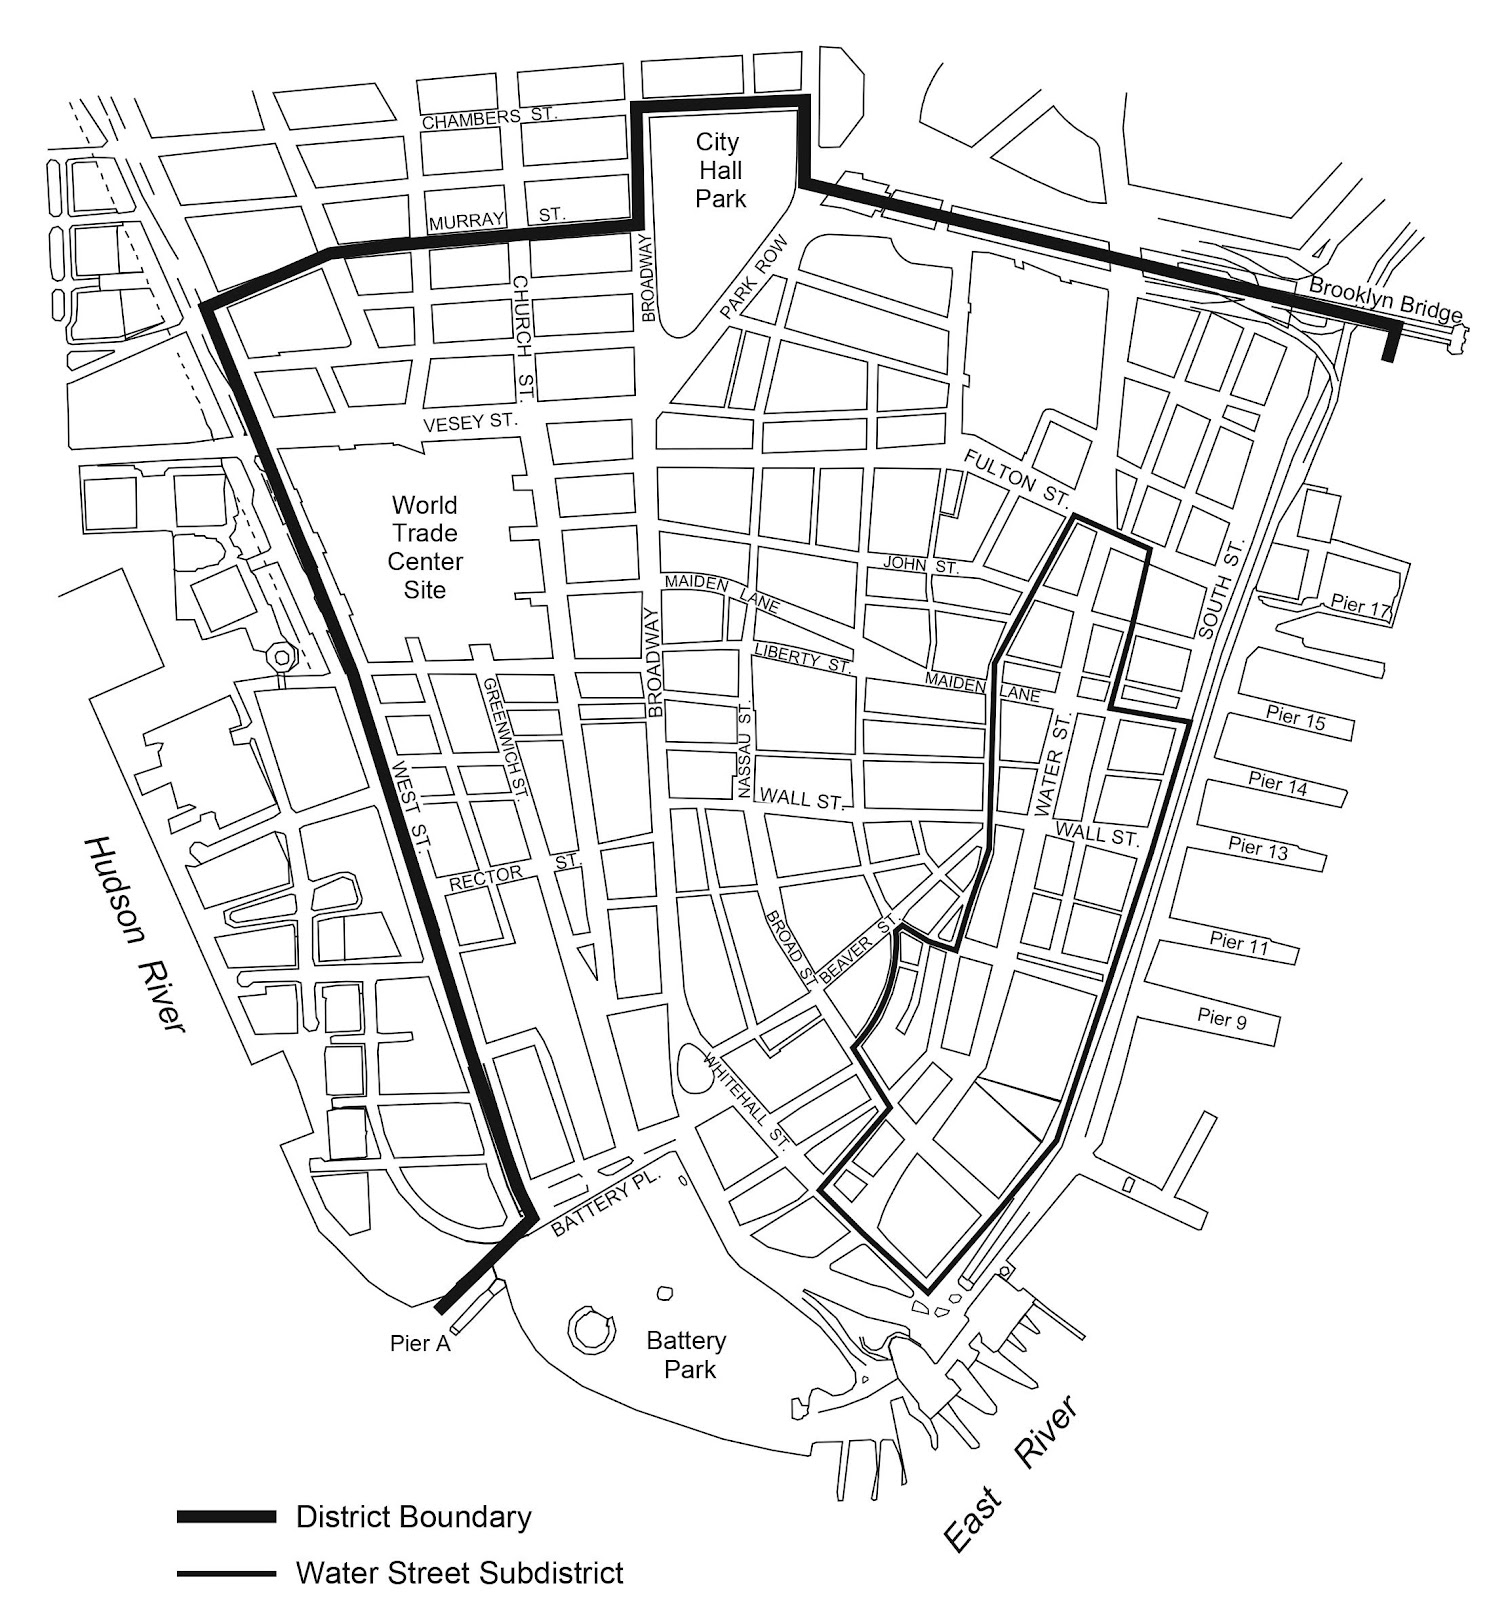 CHAMBERS ST.
City
Hall
Park
MURRAY ST.
BROADWAY
PARK ROW
CHURCH ST.
Brooklyn Bridge
VESEY ST.
World
Trade
Center
Site
FULTON ST.
JOHN ST.
MAIDEN LANE
SOUTH ST.
Pier 17
BROADWAY
LIBERTY ST.
MAIDEN LANE
GREENWICH ST.
NASSAU ST.
WATER ST.
Pier 15
Pier 14
WEST ST.
WALL ST.
WALL ST.
Pier 13
Hudson River
RECTOR ST.
BROAD ST.
BEAVER ST.
Pier 11
Pier 9
WHITEHALL ST.
BATTERY PL.
Pier A
Battery
Park
East River
District Boundary
Water Street Subdistrict